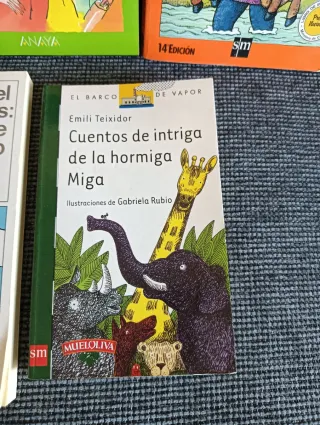 ANAYA
14ª EDICIÓN
sm
EL BARCO DE VAPOR
Emili Teixidor
Cuentos de intriga
de la hormiga
Miga
Ilustraciones de Gabriela Rubio
MUELOLIVA
sm